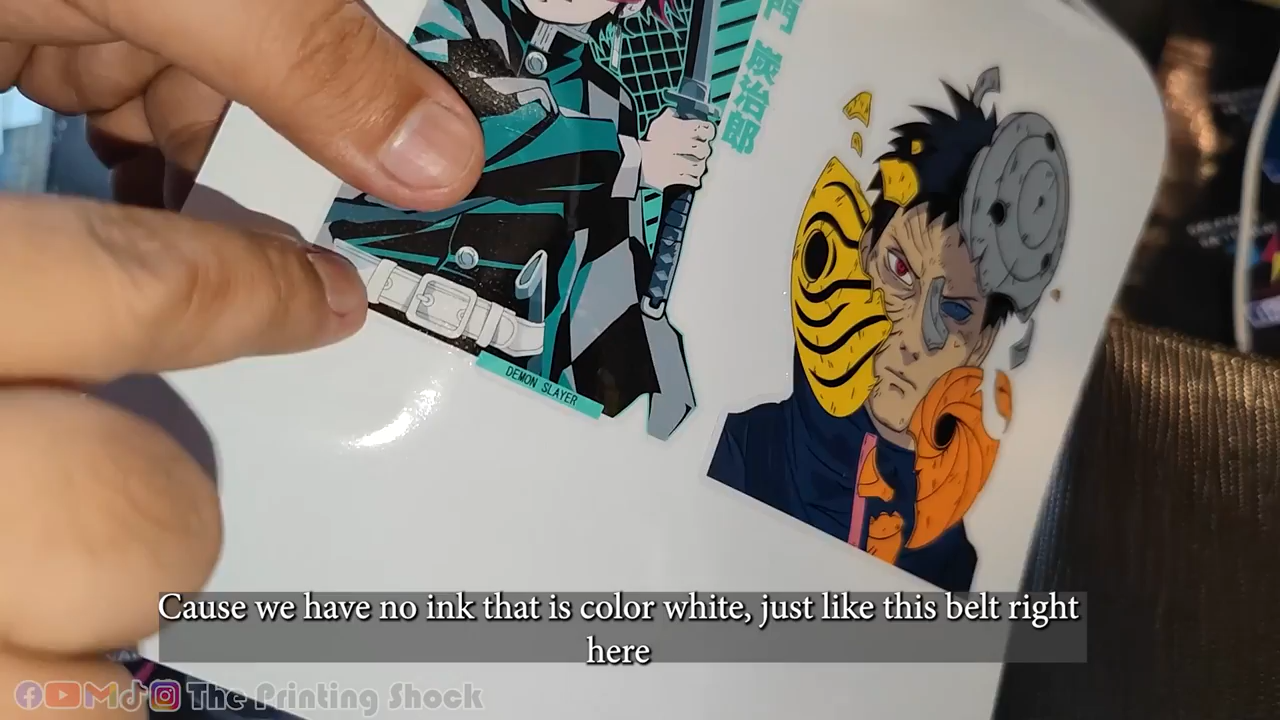 門 炭治郎
DEMON SLAYER
Cause we have no ink that is color white, just like this belt right
here
The Printing Shock